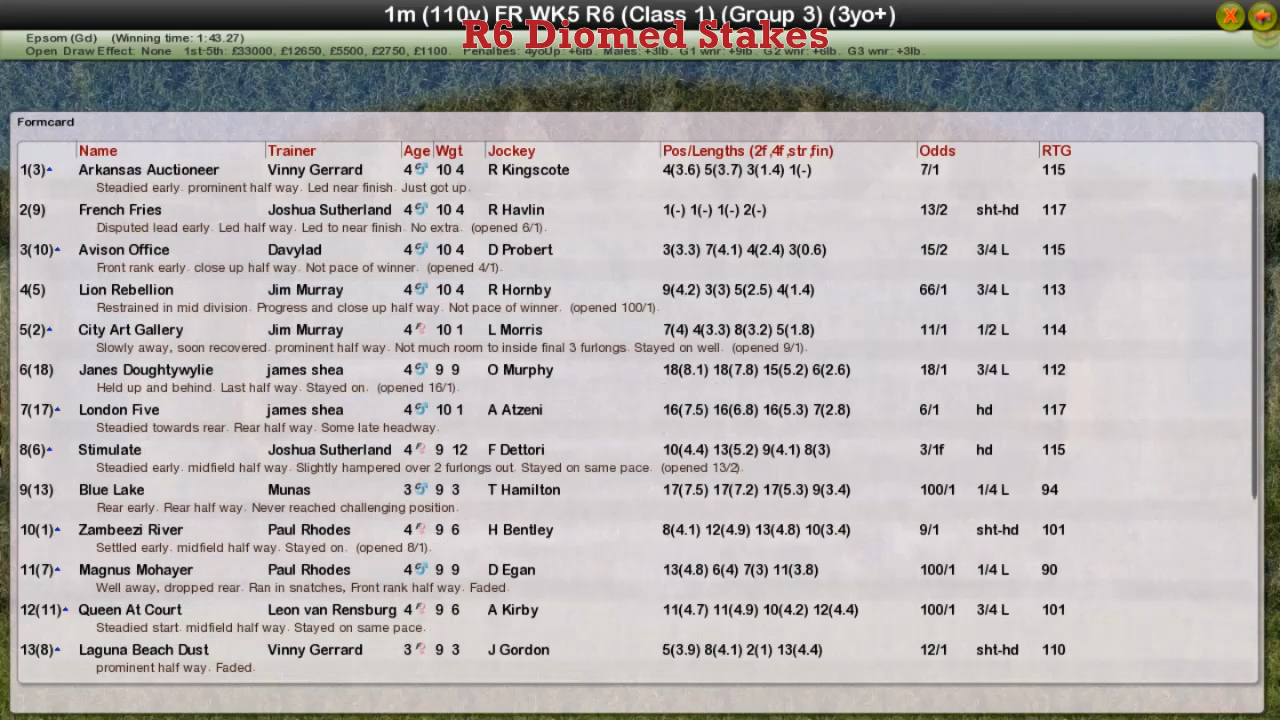 1m (110y) ER WK5 R6 (Class 1) (Group 3) (3yo+)
R6 Diomed Stakes
Epsom (Gd) (Winning time: 1:43.27)
Open Draw Effect: None 1st-5th: £33000, £12650, £5500, £2750, £1100. Penalties: 4yoUp: +6lb. Males: +3lb. G1 wnr: +9lb. G2 wnr: +6lb. G3 wnr: +3lb.
Formcard
Name Trainer Age Wgt Jockey Pos/Lengths (2f,4f,str,fin) Odds RTG
1(3) Arkansas Auctioneer Vinny Gerrard 4 10 4 R Kingscote 4(3.6) 5(3.7) 3(1.4) 1(-) 7/1 115
Steadied early. prominent half way. Led near finish. Just got up.
2(9) French Fries Joshua Sutherland 4 10 4 R Havlin 1(-) 1(-) 1(-) 2(-) 13/2 sht-hd 117
Disputed lead early. Led half way. Led to near finish. No extra. (opened 6/1).
3(10) Avison Office Davylad 4 10 4 D Probert 3(3.3) 7(4.1) 4(2.4) 3(0.6) 15/2 3/4 L 115
Front rank early. close up half way. Not pace of winner. (opened 4/1).
4(5) Lion Rebellion Jim Murray 4 10 4 R Hornby 9(4.2) 3(3) 5(2.5) 4(1.4) 66/1 3/4 L 113
Restrained in mid division. Progress and close up half way. Not pace of winner. (opened 100/1).
5(2) City Art Gallery Jim Murray 4 10 1 L Morris 7(4) 4(3.3) 8(3.2) 5(1.8) 11/1 1/2 L 114
Slowly away, soon recovered. prominent half way. Not much room to inside final 3 furlongs. Stayed on well. (opened 9/1).
6(18) Janes Doughtywylie james shea 4 9 9 O Murphy 18(8.1) 18(7.8) 15(5.2) 6(2.6) 18/1 3/4 L 112
Held up and behind. Last half way. Stayed on. (opened 16/1).
7(17) London Five james shea 4 10 1 A Atzeni 16(7.5) 16(6.8) 16(5.3) 7(2.8) 6/1 hd 117
Steadied towards rear. Rear half way. Some late headway.
8(6) Stimulate Joshua Sutherland 4 9 12 F Dettori 10(4.4) 13(5.2) 9(4.1) 8(3) 3/1f hd 115
Steadied early. midfield half way. Slightly hampered over 2 furlongs out. Stayed on same pace. (opened 13/2).
9(13) Blue Lake Munas 3 9 3 T Hamilton 17(7.5) 17(7.2) 17(5.3) 9(3.4) 100/1 1/4 L 94
Rear early. Rear half way. Never reached challenging position.
10(1) Zambeezi River Paul Rhodes 4 9 6 H Bentley 8(4.1) 12(4.9) 13(4.8) 10(3.4) 9/1 sht-hd 101
Settled early. midfield half way. Stayed on. (opened 8/1).
11(7) Magnus Mohayer Paul Rhodes 4 9 9 D Egan 13(4.8) 6(4) 7(3) 11(3.8) 100/1 1/4 L 90
Well away, dropped rear. Ran in snatches, Front rank half way. Faded.
12(11) Queen At Court Leon van Rensburg 4 9 6 A Kirby 11(4.7) 11(4.9) 10(4.2) 12(4.4) 100/1 3/4 L 101
Steadied start. midfield half way. Stayed on same pace.
13(8) Laguna Beach Dust Vinny Gerrard 3 9 3 J Gordon 5(3.9) 8(4.1) 2(1) 13(4.4) 12/1 sht-hd 110
prominent half way. Faded.